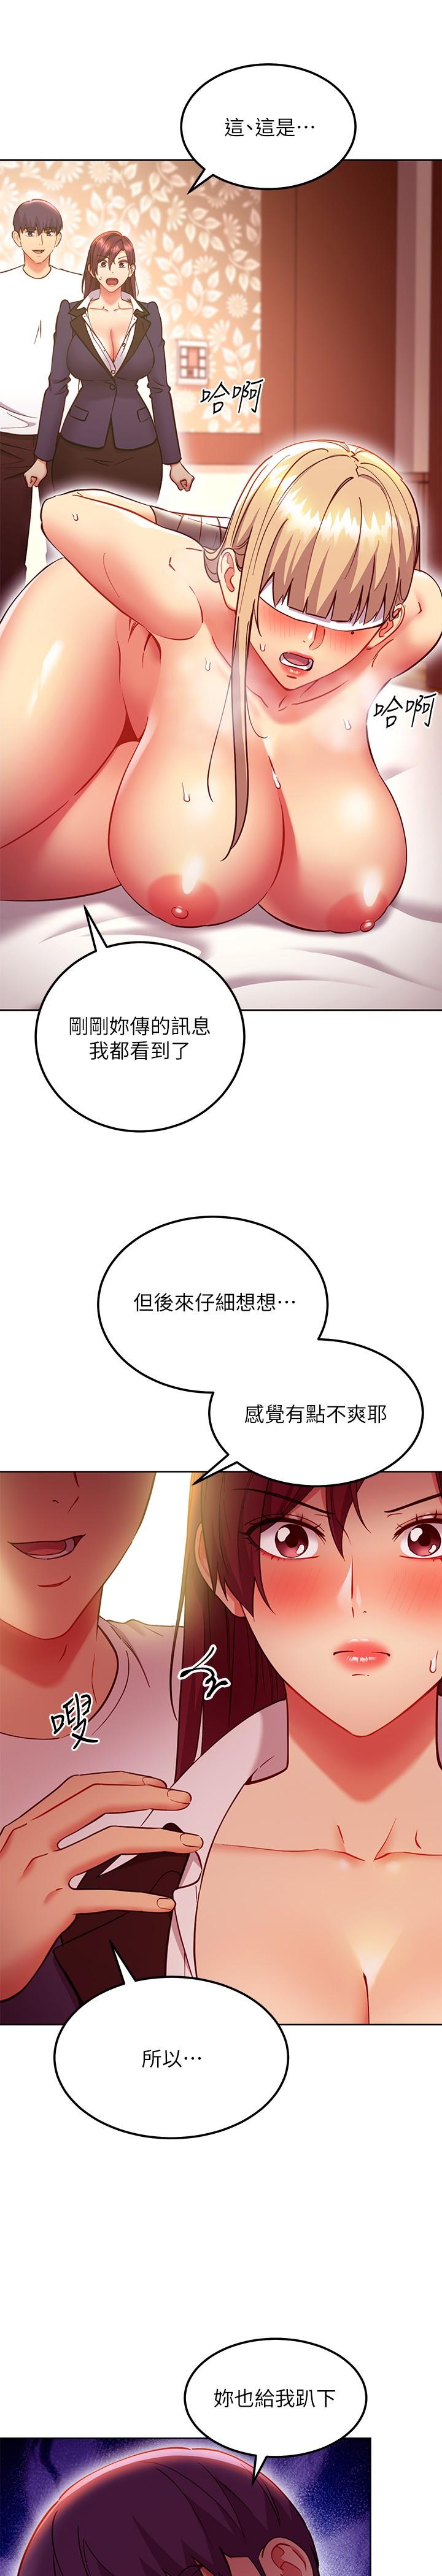 這、這是⋯
哈啊
哈啊
剛剛妳傳的訊息
我都看到了
但後來仔細想想⋯
感覺有點不爽耶
嗖
所以⋯
妳也給我趴下